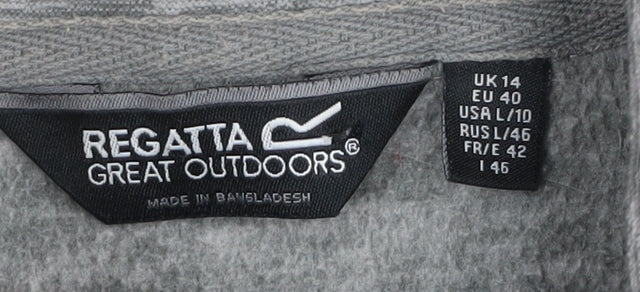 REGATTA
GREAT OUTDOORS®
MADE IN BANGLADESH
UK 14
EU 40
USA L/10
RUS L/46
FR/E 42
I 46